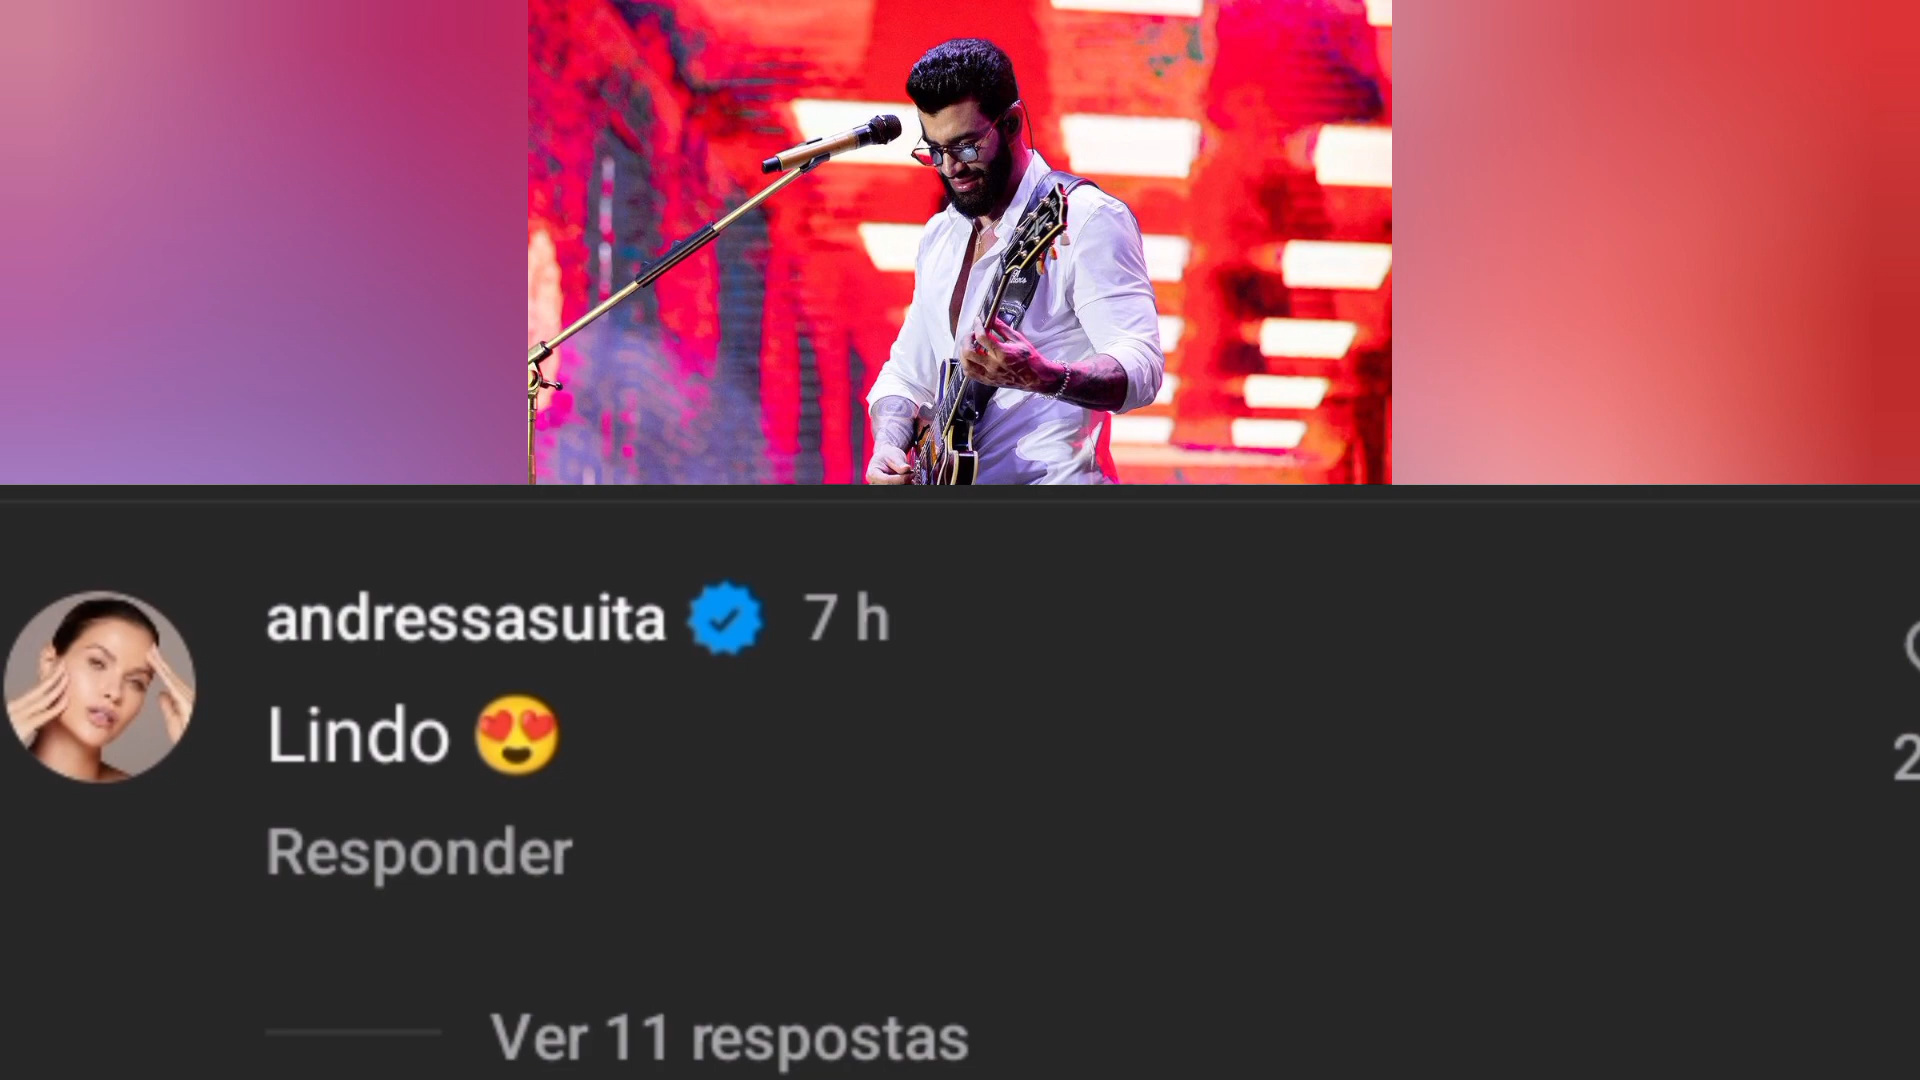 andressasuita 7 h
Lindo 😍
Responder
Ver 11 respostas